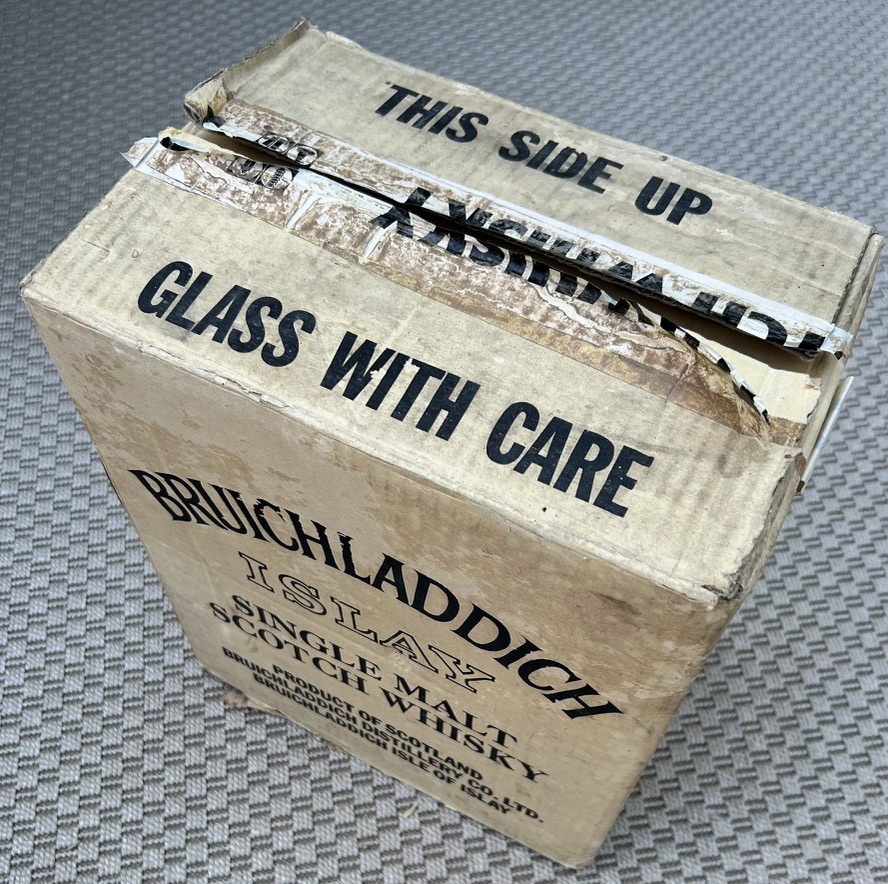 THIS SIDE UP
WHISKY
GLASS WITH CARE
BRUICHLADDICH
ISLAY
SINGLE MALT
SCOTCH WHISKY
PRODUCT OF SCOTLAND
BRUICHLADDICH DISTILLERY CO. LTD.
BRUICHLADDICH ISLE OF ISLAY